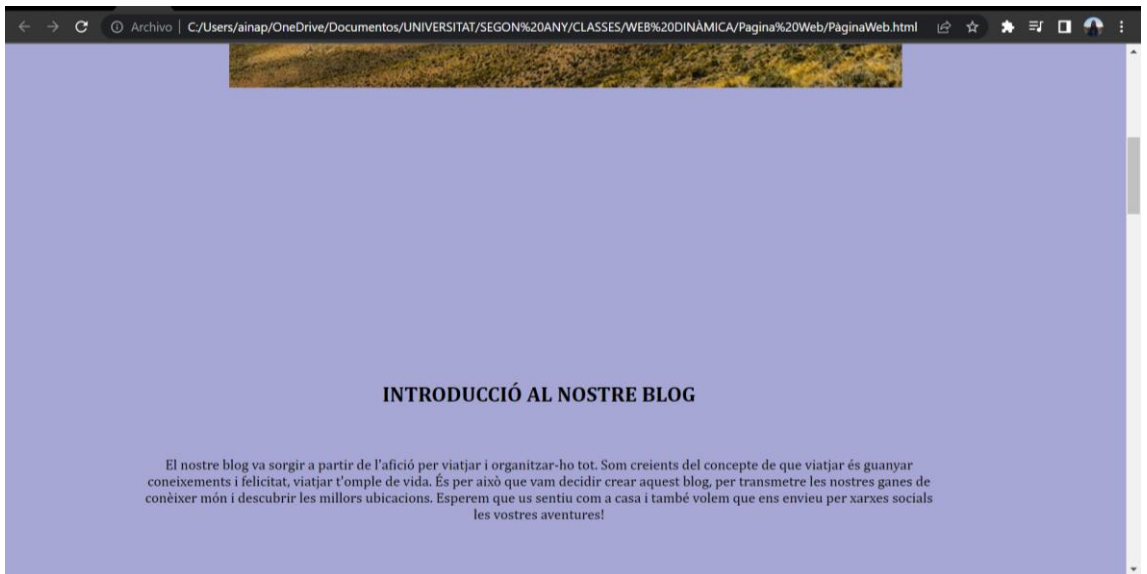 Archivo | C:/Users/ainap/OneDrive/Documentos/UNIVERSITAT/SEGON%20ANY/CLASSES/WEB%20DINÀMICA/Pagina%20Web/PàginaWeb.html
INTRODUCCIÓ AL NOSTRE BLOG
El nostre blog va sorgir a partir de l'afició per viatjar i organitzar-ho tot. Som creients del concepte de que viatjar és guanyar
coneixements i felicitat, viatjar t'omple de vida. És per això que vam decidir crear aquest blog, per transmetre les nostres ganes de
conèixer món i descubrir les millors ubicacions. Esperem que us sentiu com a casa i també volem que ens envieu per xarxes socials
les vostres aventures!